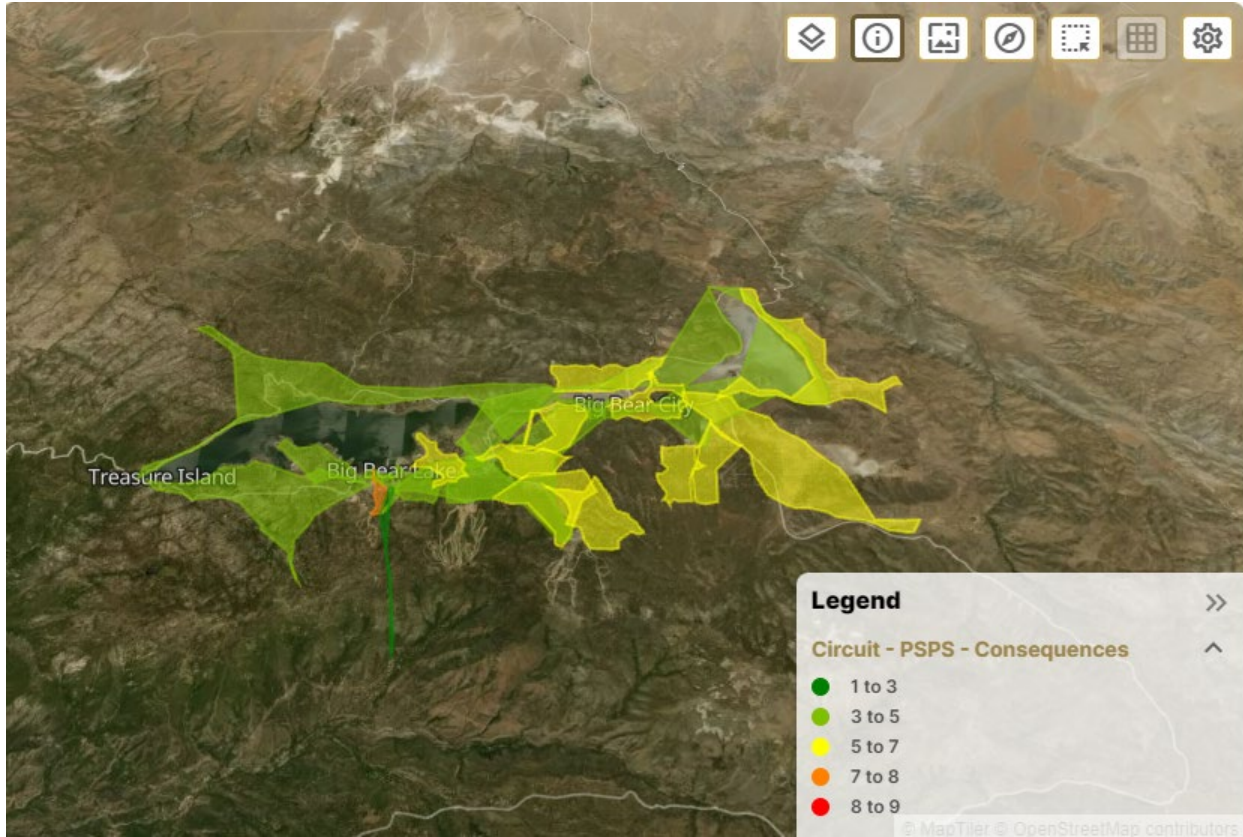 Big Bear City
Treasure Island
Big Bear Lake
Legend
Circuit - PSPS - Consequences
1 to 3
3 to 5
5 to 7
7 to 8
8 to 9
© MapTiler © OpenStreetMap contributors